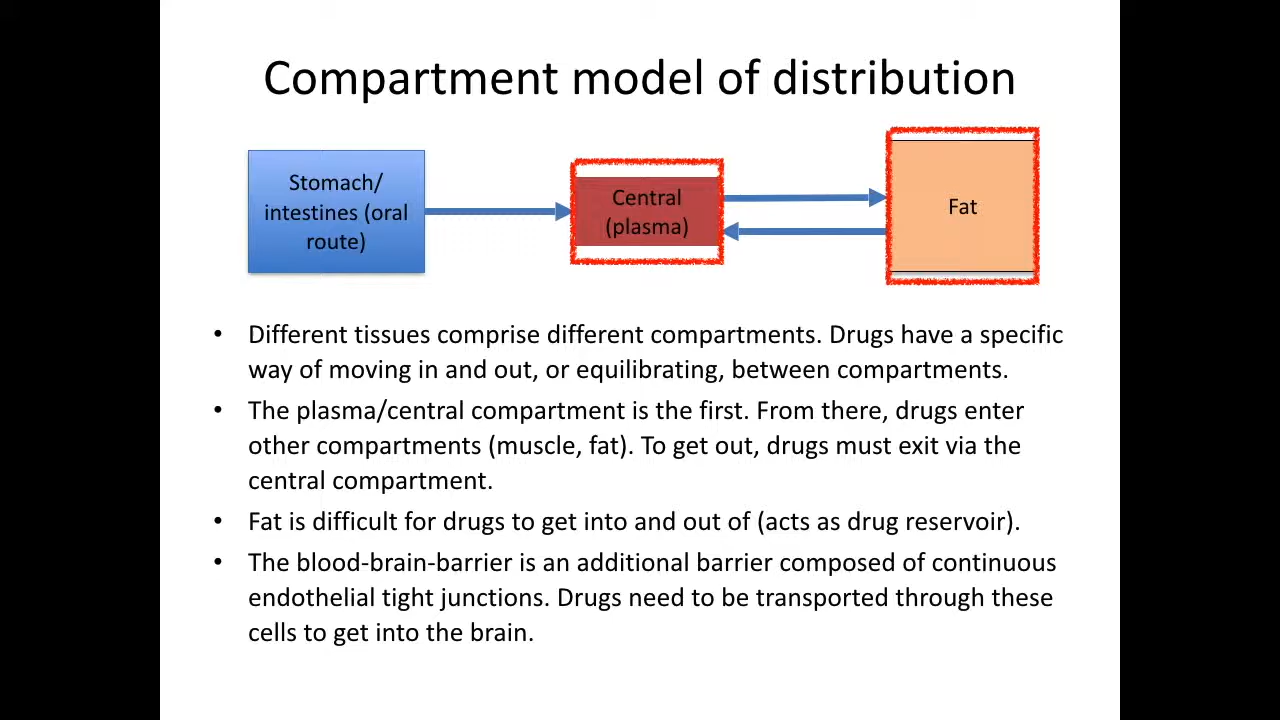 Compartment model of distribution
Stomach/
intestines (oral
route)
Central
(plasma)
Fat
• Different tissues comprise different compartments. Drugs have a specific
way of moving in and out, or equilibrating, between compartments.
• The plasma/central compartment is the first. From there, drugs enter
other compartments (muscle, fat). To get out, drugs must exit via the
central compartment.
• Fat is difficult for drugs to get into and out of (acts as drug reservoir).
• The blood-brain-barrier is an additional barrier composed of continuous
endothelial tight junctions. Drugs need to be transported through these
cells to get into the brain.